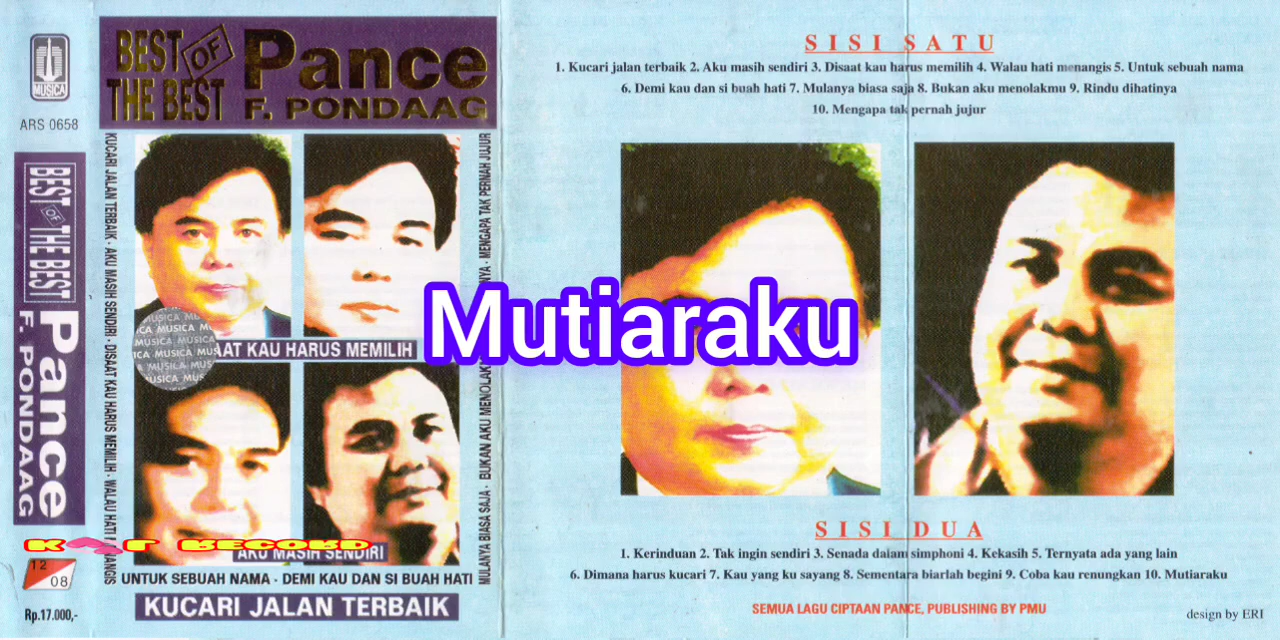 MUSICA
ARS 0658
BEST OF THE BEST
Pance
F. PONDAAG
12
08
Rp.17.000,-
BEST OF
THE BEST
Pance
F. PONDAAG
KUCARI JALAN TERBAIK · AKU MASIH SENDIRI · DISAAT KAU HARUS MEMILIH · WALAU HATI MENANGIS
MULANYA BIASA SAJA · BUKAN AKU MENOLAK
NYA · MENGAPA TAK PERNAH JUJUR
MUSICA
AAT KAU HARUS MEMILIH
AKU MASIH SENDIRI
RECORD
UNTUK SEBUAH NAMA · DEMI KAU DAN SI BUAH HATI
KUCARI JALAN TERBAIK
Mutiaraku
SISI SATU
1. Kucari jalan terbaik 2. Aku masih sendiri 3. Disaat kau harus memilih 4. Walau hati menangis 5. Untuk sebuah nama
6. Demi kau dan si buah hati 7. Mulanya biasa saja 8. Bukan aku menolakmu 9. Rindu dihatinya
10. Mengapa tak pernah jujur
SISI DUA
1. Kerinduan 2. Tak ingin sendiri 3. Senada dalam simphoni 4. Kekasih 5. Ternyata ada yang lain
6. Dimana harus kucari 7. Kau yang ku sayang 8. Sementara biarlah begini 9. Coba kau renungkan 10. Mutiaraku
SEMUA LAGU CIPTAAN PANCE, PUBLISHING BY PMU
design by ERI